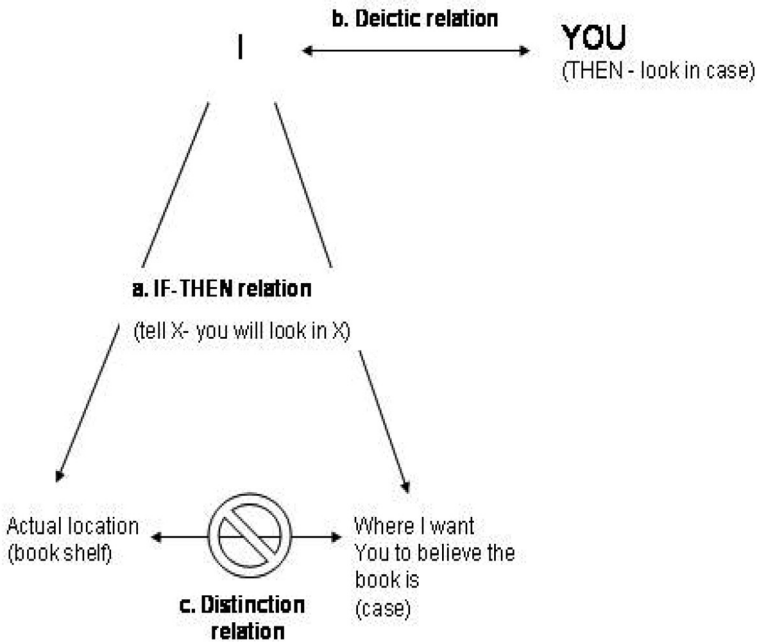 b. Deictic relation
I
YOU
(THEN - look in case)
a. IF-THEN relation
(tell X- you will look in X)
Actual location
(book shelf)
Where I want
You to believe the
book is
(case)
c. Distinction
relation